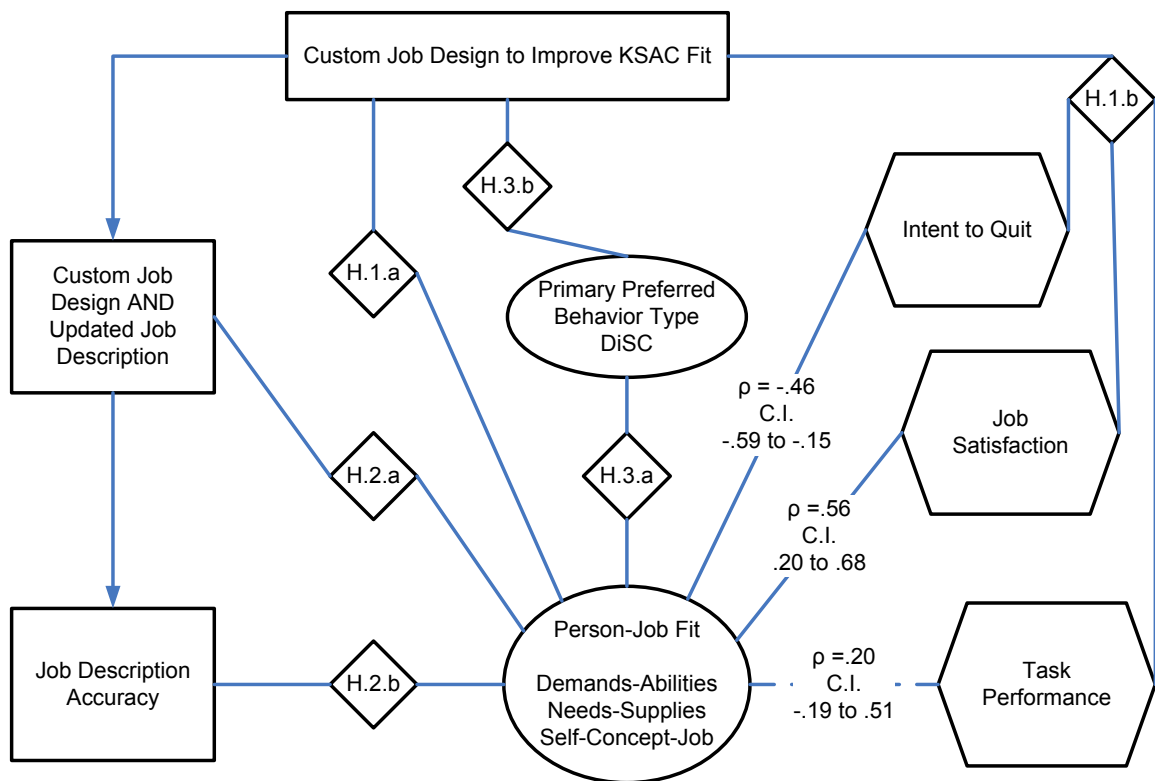 Custom Job Design to Improve KSAC Fit
H.1.b
H.3.b
Intent to Quit
H.1.a
Custom Job
Design AND
Updated Job
Description
Primary Preferred
Behavior Type
DiSC
ρ = -.46
C.I.
-.59 to -.15
Job
Satisfaction
H.2.a
H.3.a
ρ =.56
C.I.
.20 to .68
Person-Job Fit
Demands-Abilities
Needs-Supplies
Self-Concept-Job
Job Description
Accuracy
H.2.b
ρ =.20
C.I.
-.19 to .51
Task
Performance